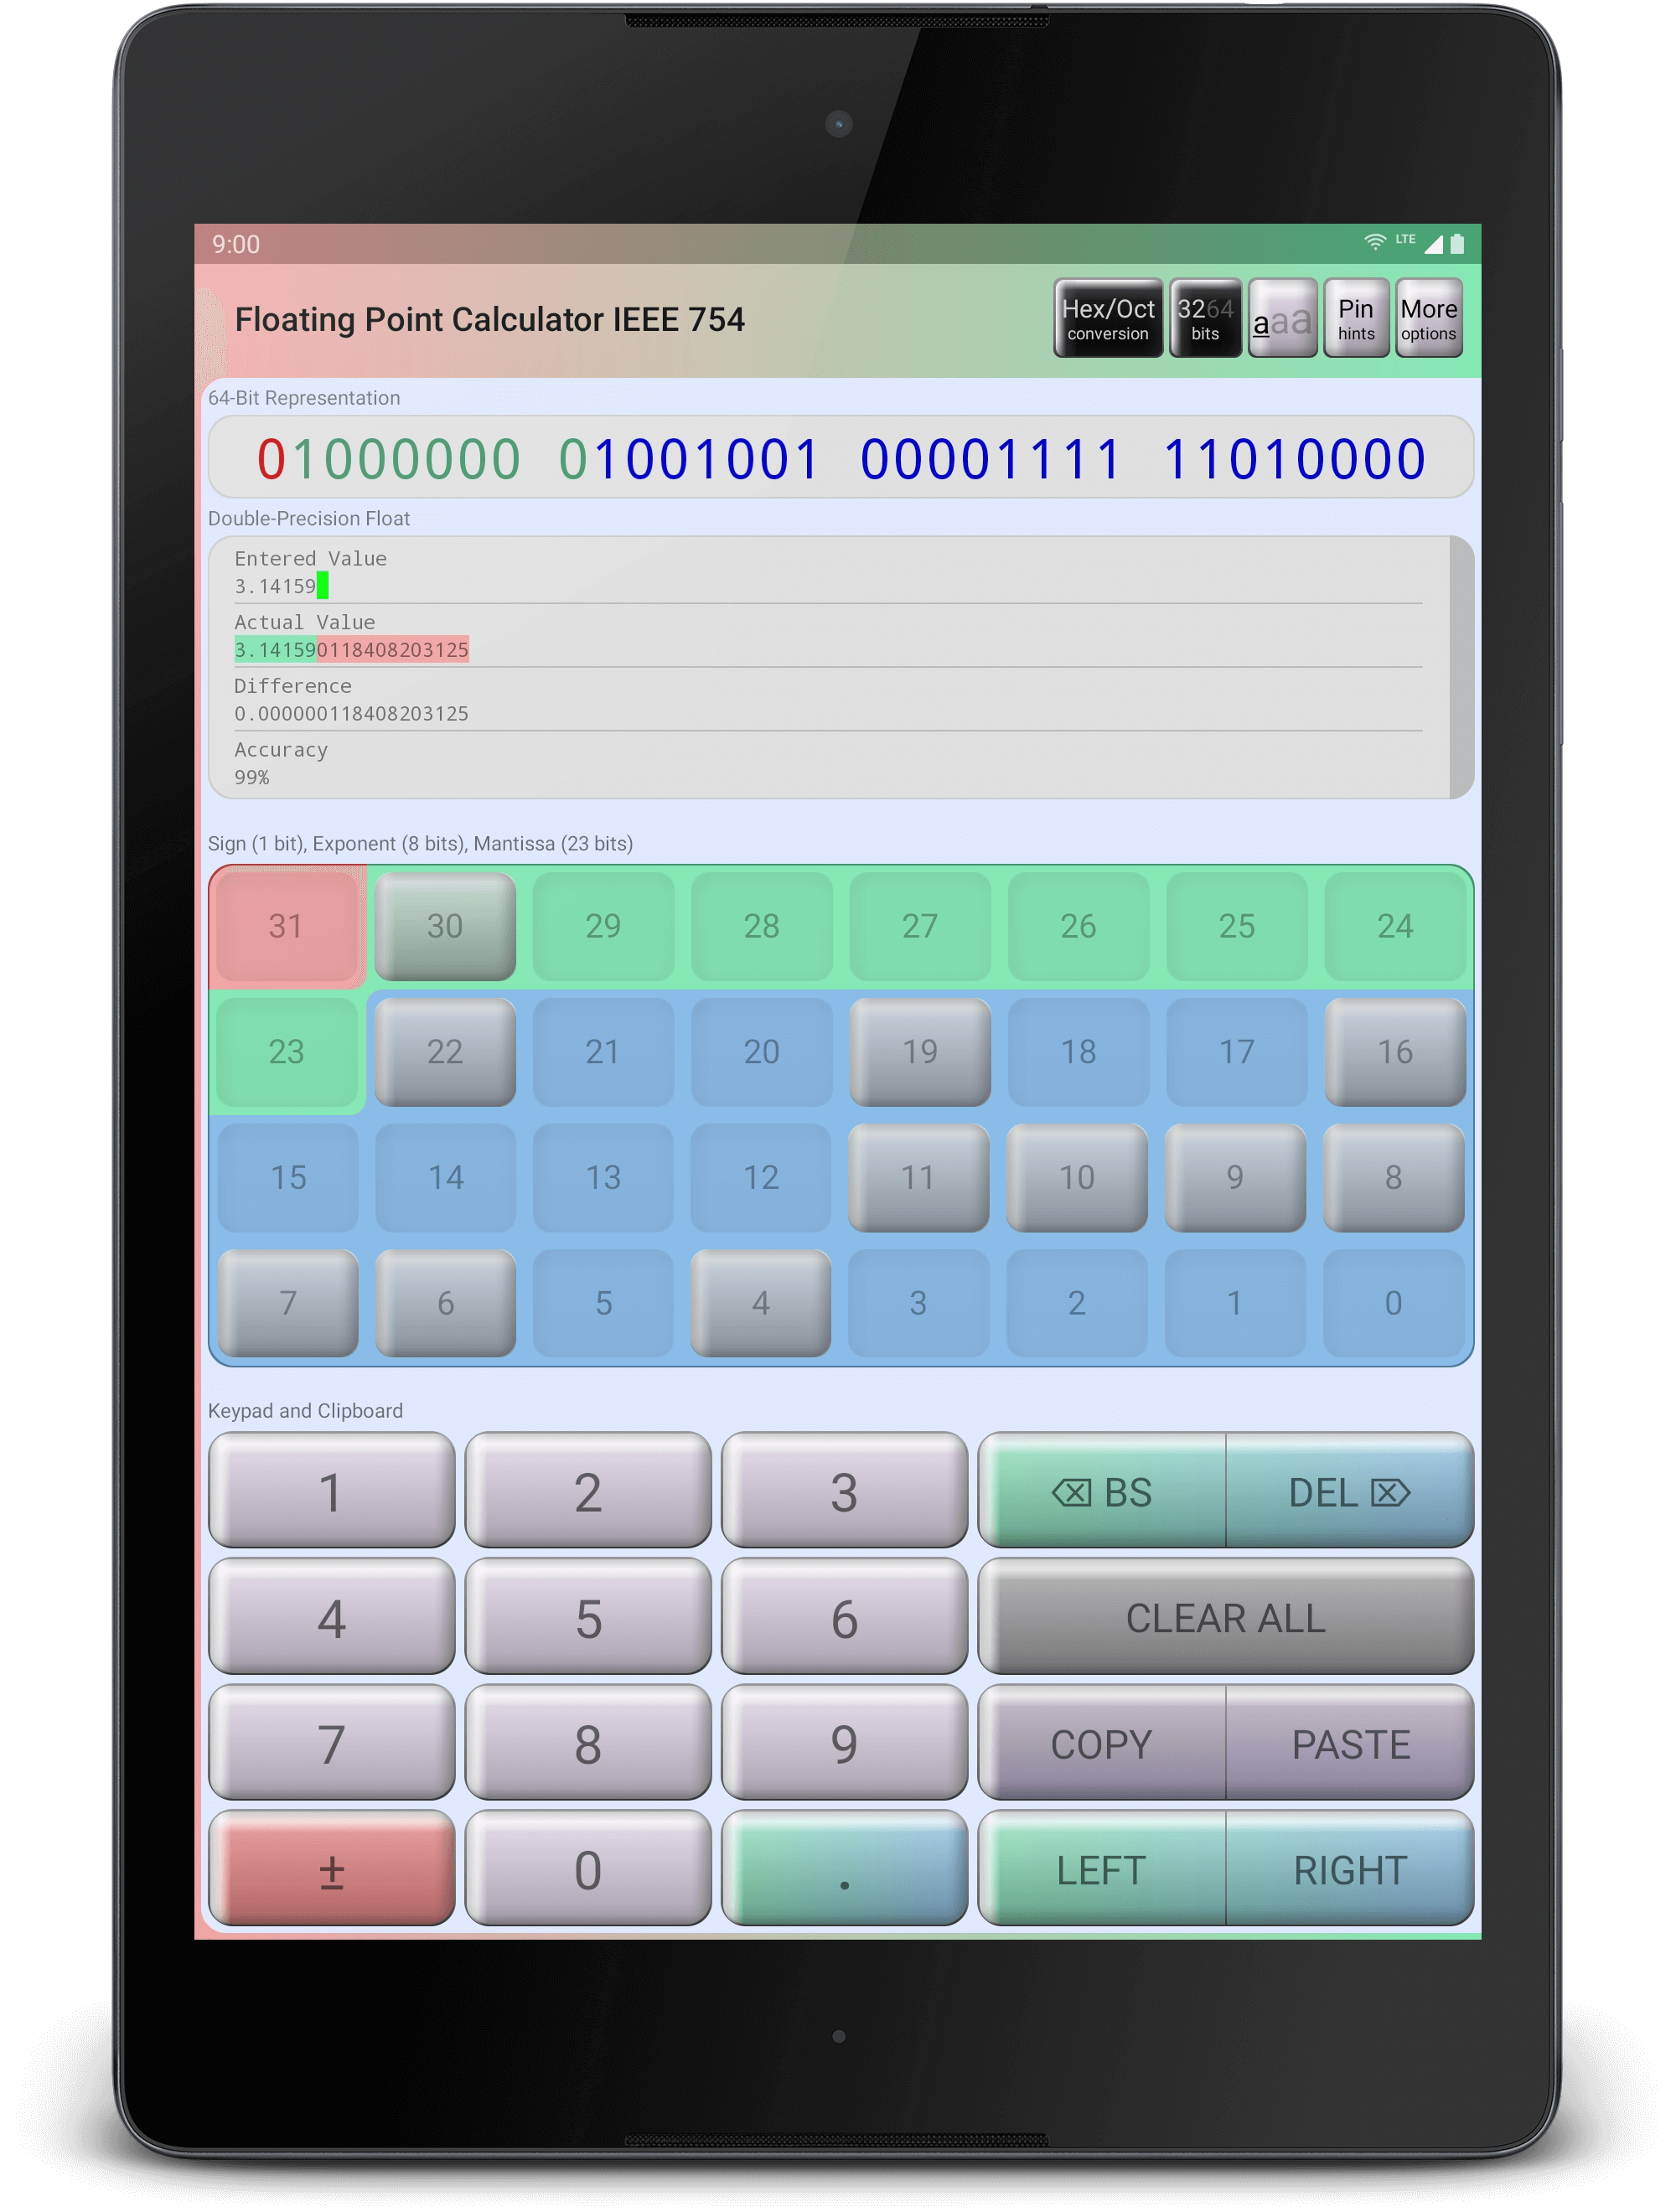 9:00 LTE
Floating Point Calculator IEEE 754
Hex/Oct conversion
3264 bits
aaa
Pin hints
More options
64-Bit Representation
01000000 01001001 00001111 11010000
Double-Precision Float
Entered Value
3.14159
Actual Value
3.141590118408203125
Difference
0.000000118408203125
Accuracy
99%
Sign (1 bit), Exponent (8 bits), Mantissa (23 bits)
31 30 29 28 27 26 25 24
23 22 21 20 19 18 17 16
15 14 13 12 11 10 9 8
7 6 5 4 3 2 1 0
Keypad and Clipboard
1 2 3 BS DEL
4 5 6 CLEAR ALL
7 8 9 COPY PASTE
± 0 . LEFT RIGHT